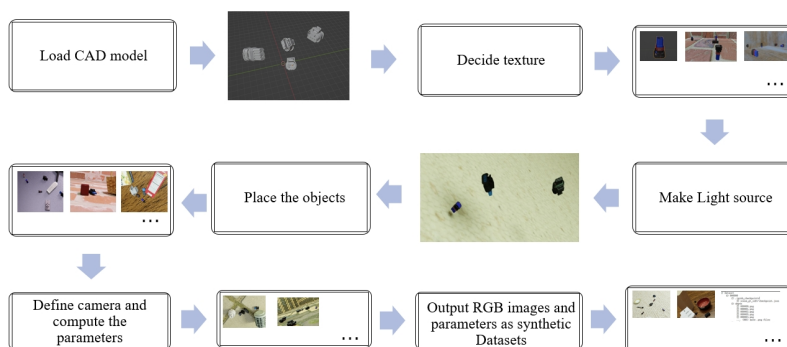 Load CAD model
Decide texture
...
Make Light source
Place the objects
...
Define camera and
compute the
parameters
...
Output RGB images and
parameters as synthetic
Datasets
...